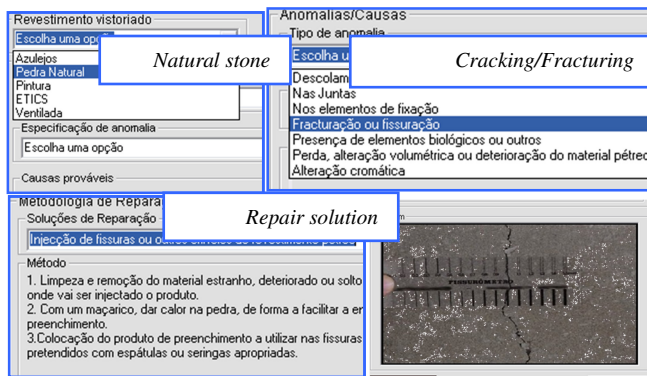 Revestimento vistoriado
Escolha uma opção
Azulejos
Pedra Natural
Pintura
ETICS
Ventilada
Natural stone
Especificação de anomalia
Escolha uma opção
Causas prováveis
Anomalias/Causas
Tipo de anomalia
Escolha
Cracking/Fracturing
Nas Juntas
Nos elementos de fixação
Fracturação ou fissuração
Presença de elementos biológicos ou outros
Perda, alteração volumétrica ou deterioração do material pétreo
Alteração cromática
Metodologia de
Soluções de Reparação
Repair solution
Injecção de fissuras ou
Método
1. Limpeza e remoção do material estranho, deteriorado ou solto
onde vai ser injectado o produto.
2. Com um maçarico, dar calor na pedra, de forma a facilitar a
preenchimento.
3.Colocação do produto de preenchimento a utilizar nas fissuras
pretendidos com espátulas ou seringas apropriadas.
FISSURÓMETRO